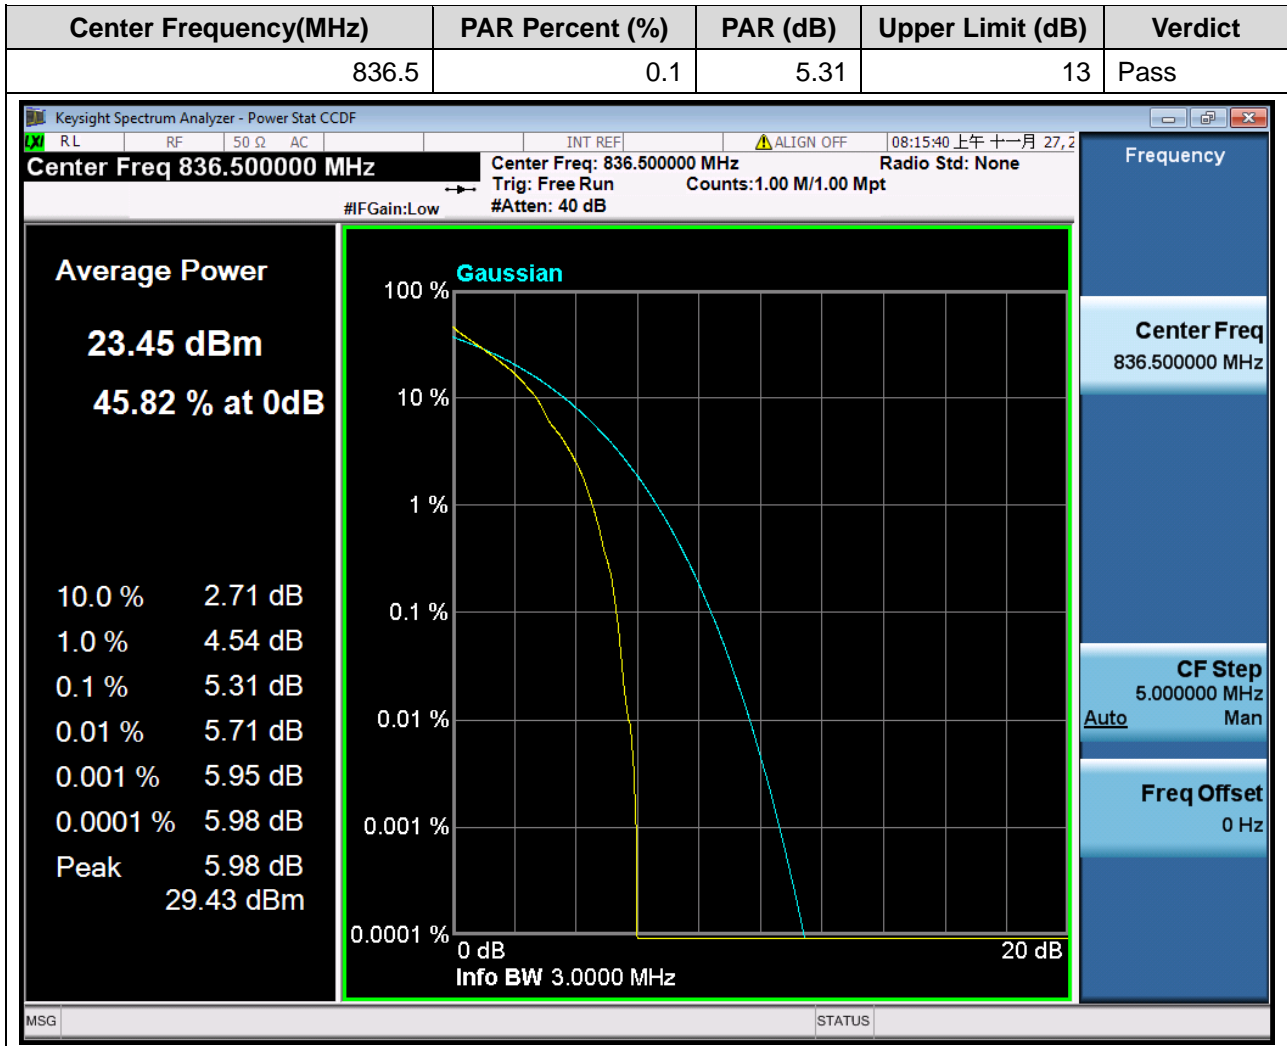 Center Frequency(MHz) PAR Percent (%) PAR (dB) Upper Limit (dB) Verdict
836.5 0.1 5.31 13 Pass
Keysight Spectrum Analyzer - Power Stat CCDF
LXI RL RF 50 Ω AC INT REF ALIGN OFF 08:15:40 上午 十一月 27, 2
Center Freq 836.500000 MHz
Center Freq: 836.500000 MHz Radio Std: None
Trig: Free Run Counts:1.00 M/1.00 Mpt
#IFGain:Low #Atten: 40 dB
Frequency
Average Power
23.45 dBm
45.82 % at 0dB
10.0 % 2.71 dB
1.0 % 4.54 dB
0.1 % 5.31 dB
0.01 % 5.71 dB
0.001 % 5.95 dB
0.0001 % 5.98 dB
Peak 5.98 dB
29.43 dBm
Gaussian
100 %
10 %
1 %
0.1 %
0.01 %
0.001 %
0.0001 %
0 dB 20 dB
Info BW 3.0000 MHz
Center Freq
836.500000 MHz
CF Step
5.000000 MHz
Auto Man
Freq Offset
0 Hz
MSG STATUS